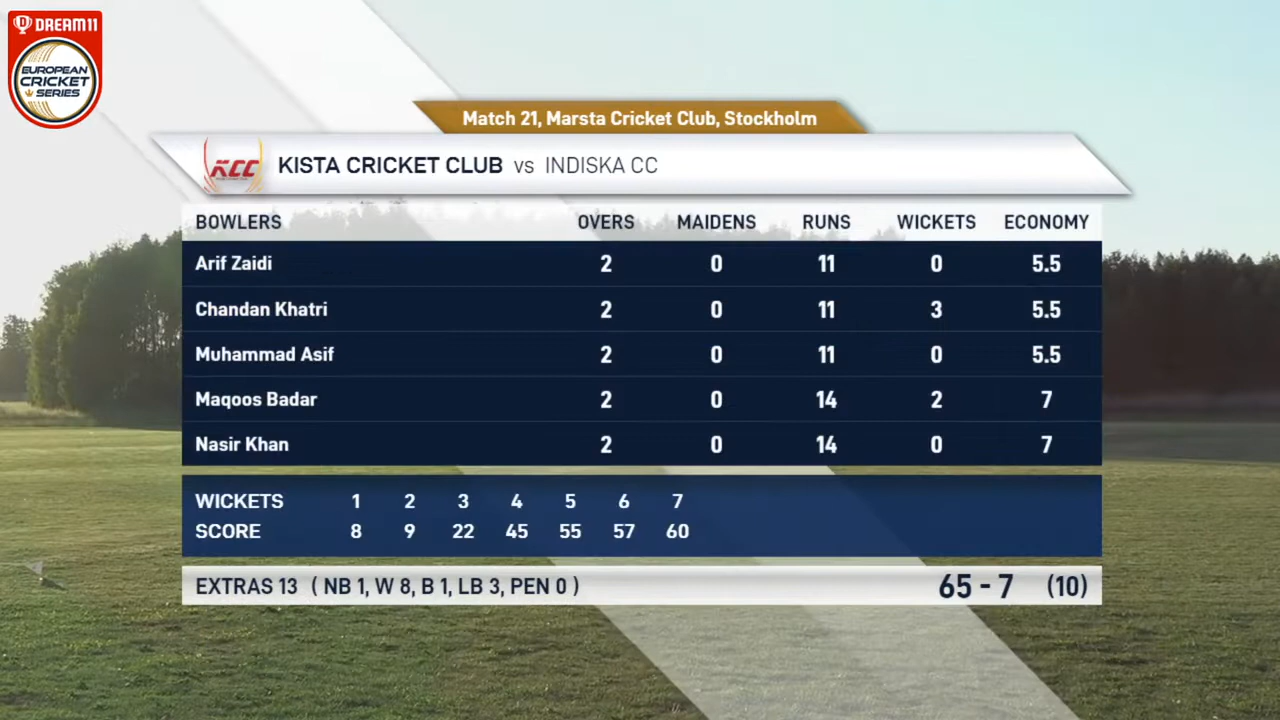 DREAM11
EUROPEAN
CRICKET
SERIES
Match 21, Marsta Cricket Club, Stockholm
KCC
KISTA CRICKET CLUB vs INDISKA CC
BOWLERS OVERS MAIDENS RUNS WICKETS ECONOMY
Arif Zaidi 2 0 11 0 5.5
Chandan Khatri 2 0 11 3 5.5
Muhammad Asif 2 0 11 0 5.5
Maqoos Badar 2 0 14 2 7
Nasir Khan 2 0 14 0 7
WICKETS 1 2 3 4 5 6 7
SCORE 8 9 22 45 55 57 60
EXTRAS 13 ( NB 1, W 8, B 1, LB 3, PEN 0 ) 65 - 7 (10)